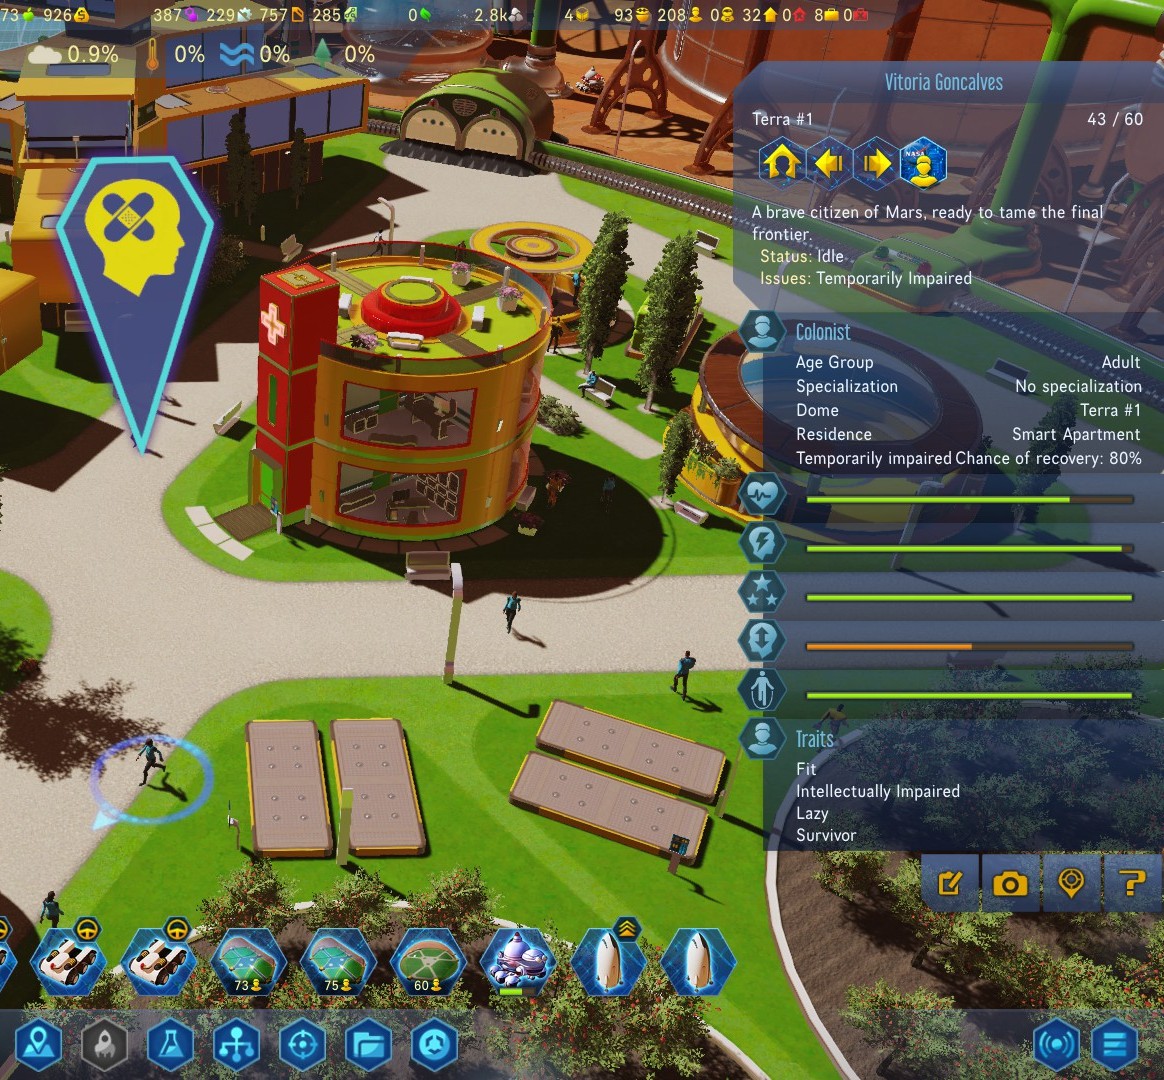 73 926 387 229 757 285 0 2.8k 4 93 208 0 32 0 8 0
0.9% 0% 0% 0%
Vitoria Goncalves
Terra #1 43 / 60
NASA
A brave citizen of Mars, ready to tame the final
frontier.
Status: Idle
Issues: Temporarily Impaired
Colonist
Age Group Adult
Specialization No specialization
Dome Terra #1
Residence Smart Apartment
Temporarily impaired Chance of recovery: 80%
Traits
Fit
Intellectually Impaired
Lazy
Survivor
73 75 60